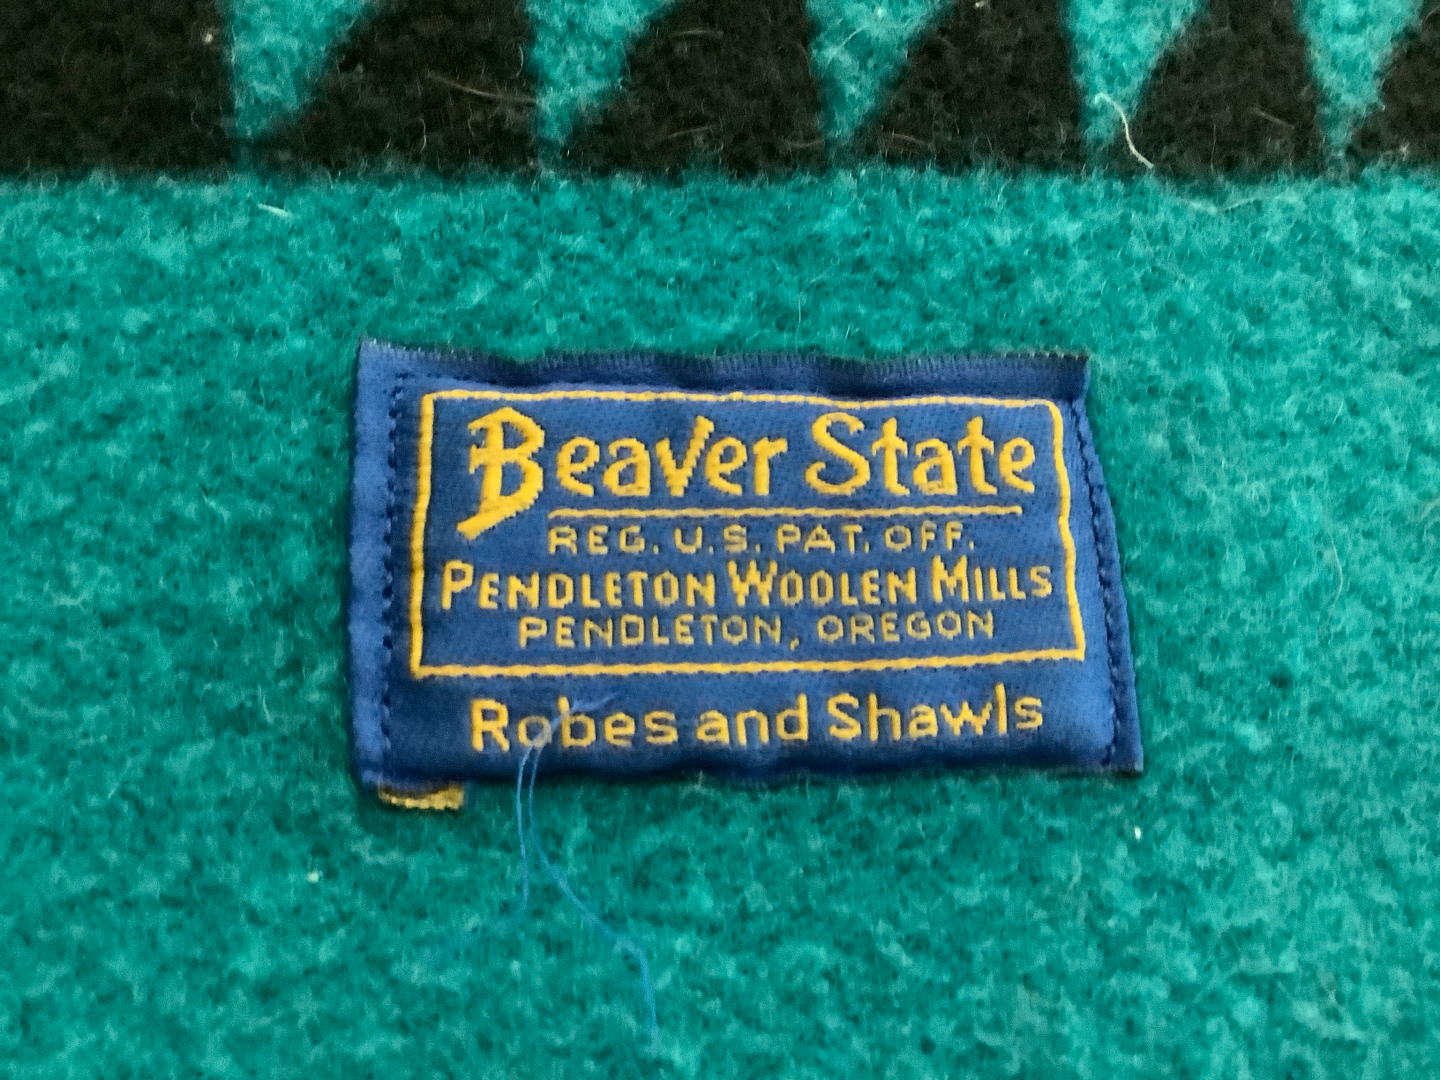 Beaver State
REG. U.S. PAT. OFF.
PENDLETON WOOLEN MILLS
PENDLETON, OREGON
Robes and Shawls